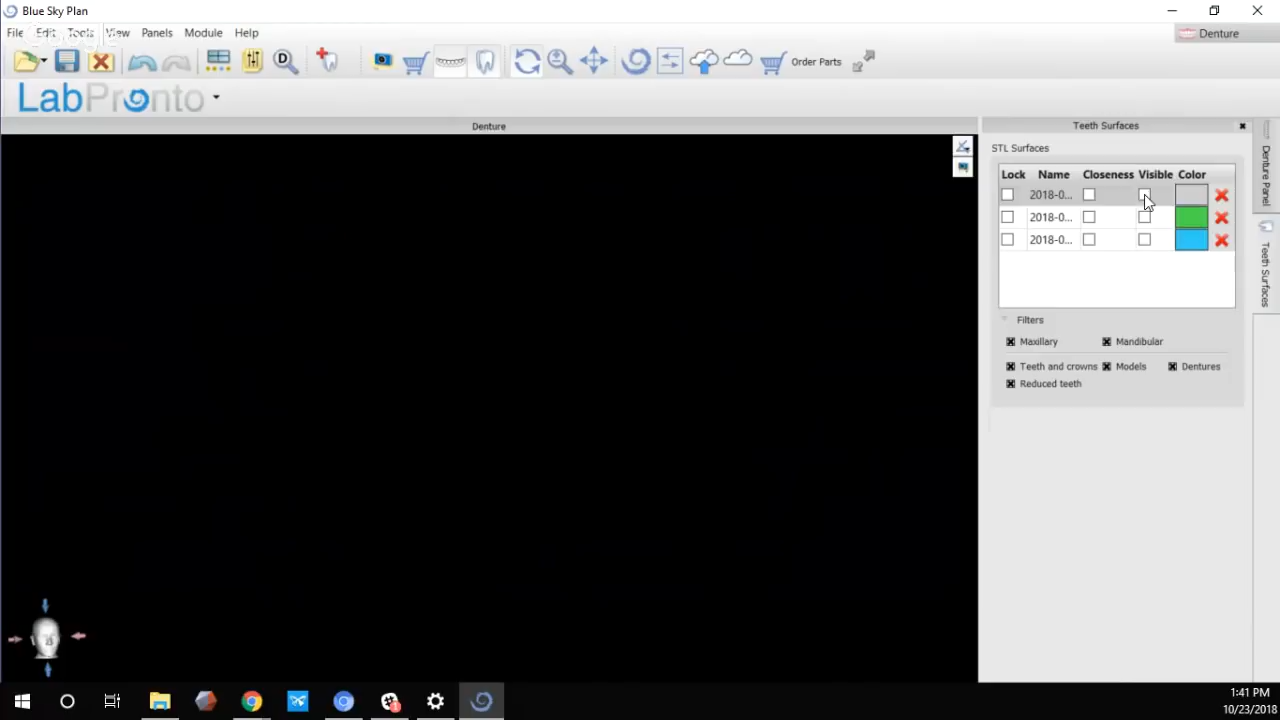 Blue Sky Plan
File Edit Tools View Panels Module Help
Google
Denture
D
Order Parts
LabPronto
Denture
Teeth Surfaces
STL Surfaces
Lock Name Closeness Visible Color
2018-0...
2018-0...
2018-0...
Filters
Maxillary Mandibular
Teeth and crowns Models Dentures
Reduced teeth
Denture Panel
Teeth Surfaces
1
1:41 PM
10/23/2018